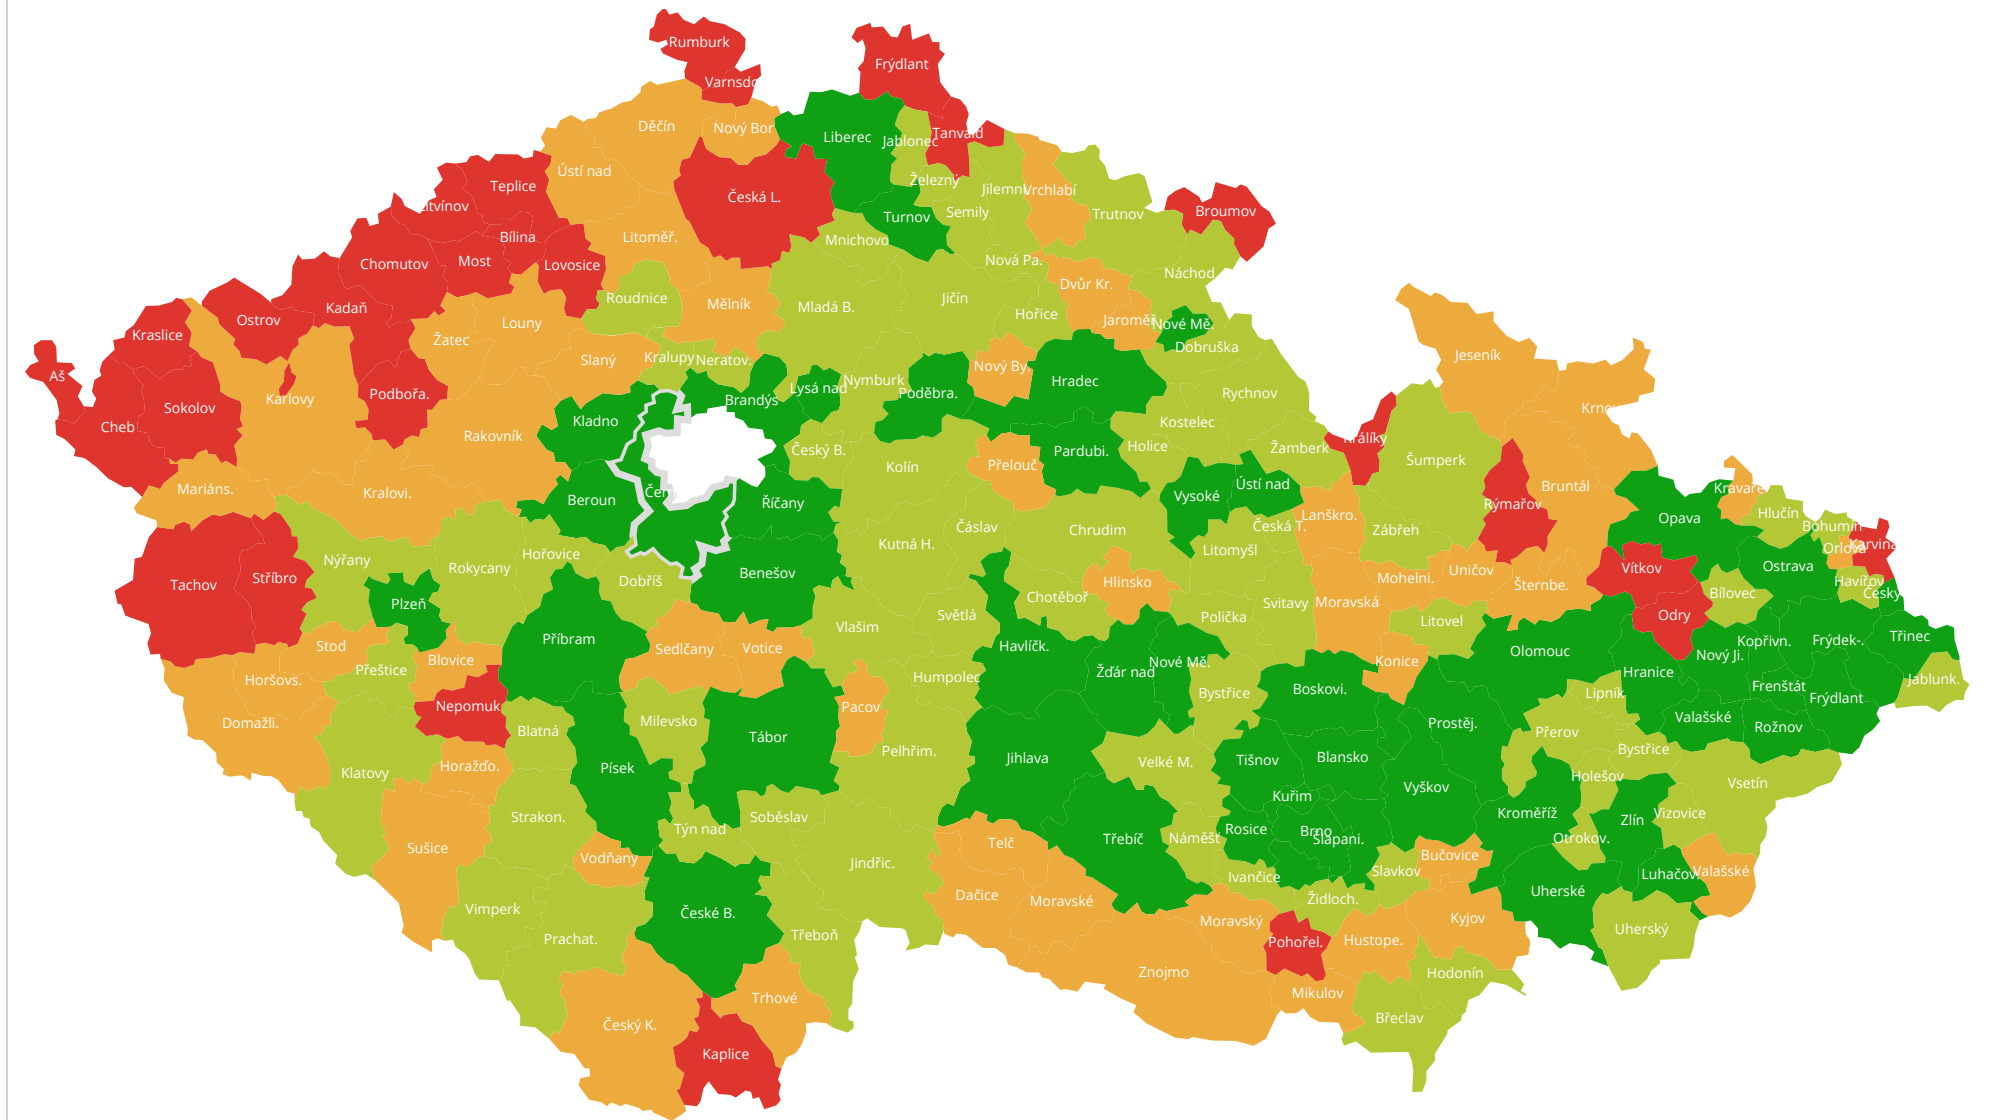 Rumburk
Frýdlant
Varnsdo
Děčín
Nový Bor
Liberec
Jablonec
Tanvald
Ústí nad
Teplice
Železný
Jilemni
Vrchlabí
Česká L.
itvínov
Turnov
Semily
Trutnov
Broumov
Bílina
Litoměř.
Mnichovo
Chomutov
Most
Lovosice
Nová Pa.
Náchod
Roudnice
Mělník
Mladá B.
Jičín
Dvůr Kr.
Kadaň
Ostrov
Louny
Hořice
Jaroměř
Nové Mě.
Kraslice
Žatec
Dobruška
Jeseník
Slaný
Kralupy
Neratov.
Nový By.
Aš
Podbořa.
Lysá nad
Nymburk
Poděbra.
Hradec
Rychnov
Sokolov
Karlovy
Brandýs
Krno
Cheb
Rakovník
Kladno
Kostelec
Český B.
Holice
Žamberk
Králíky
Pardubi.
Kolín
Přelouč
Šumperk
Mariáns.
Kralovi.
Beroun
Čer
Říčany
Vysoké
Ústí nad
Bruntál
Kravaře
Rýmařov
Lanškro.
Opava
Hlučín
Čáslav
Chrudim
Česká T.
Zábřeh
Bohumín
Kutná H.
Litomyšl
Orlová
Karviná
Nýřany
Rokycany
Hořovice
Dobříš
Benešov
Tachov
Stříbro
Hlinsko
Mohelni.
Uničov
Šternbe.
Vítkov
Ostrava
Havířov
Český
Bílovec
Plzeň
Chotěboř
Svitavy
Moravská
Vlašim
Světlá
Polička
Litovel
Odry
Příbram
Stod
Sedlčany
Votice
Havlíčk.
Olomouc
Kopřivn.
Frýdek-.
Třinec
Blovice
Přeštice
Nové Mě.
Konice
Nový Ji.
Horšovs.
Humpolec
Žďár nad
Hranice
Jablunk.
Nepomuk
Pacov
Bystřice
Boskovi.
Lipník
Frenštát
Frýdlant
Domažli.
Blatná
Milevsko
Tábor
Prostěj.
Přerov
Valašské
Rožnov
Klatovy
Horažďo.
Písek
Pelhřim.
Jihlava
Velké M.
Tišnov
Blansko
Bystřice
Holešov
Vsetín
Vyškov
Kuřim
Strakon.
Týn nad
Soběslav
Kroměříž
Zlín
Vizovice
Sušice
Vodňany
Telč
Třebíč
Náměšť
Rosice
Brno
Šlapani.
Otrokov.
Jindřic.
Bučovice
Slavkov
Ivančice
Luhačov.
Valašské
Dačice
Moravské
Židloch.
Uherské
Vimperk
České B.
Moravský
Kyjov
Prachat.
Třeboň
Pohořel.
Hustope.
Uherský
Znojmo
Hodonín
Mikulov
Trhové
Český K.
Břeclav
Kaplice